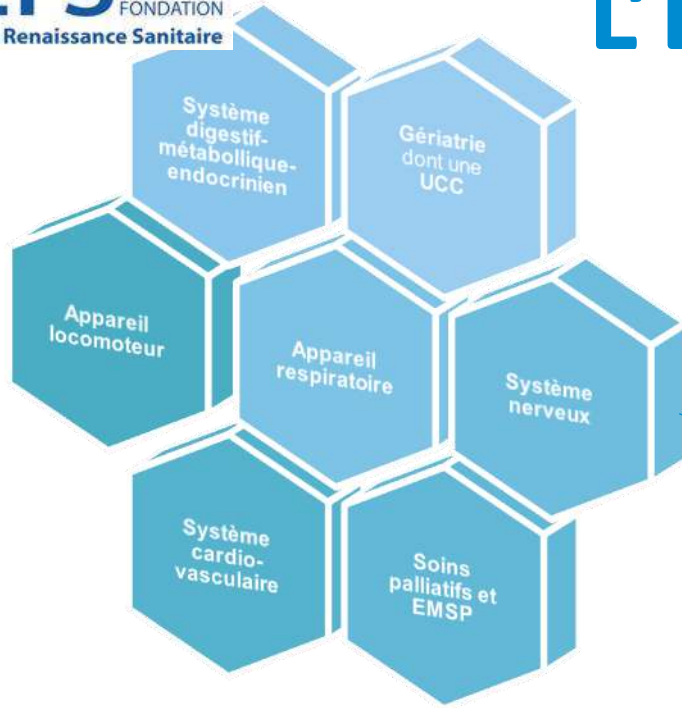 FONDATION
Renaissance Sanitaire
Système
digestif-
métabollique-
endocrinien
Gériatrie
dont une
UCC
Appareil
locomoteur
Appareil
respiratoire
Système
nerveux
Système
cardio-
vasculaire
Soins
palliatifs et
EMSP